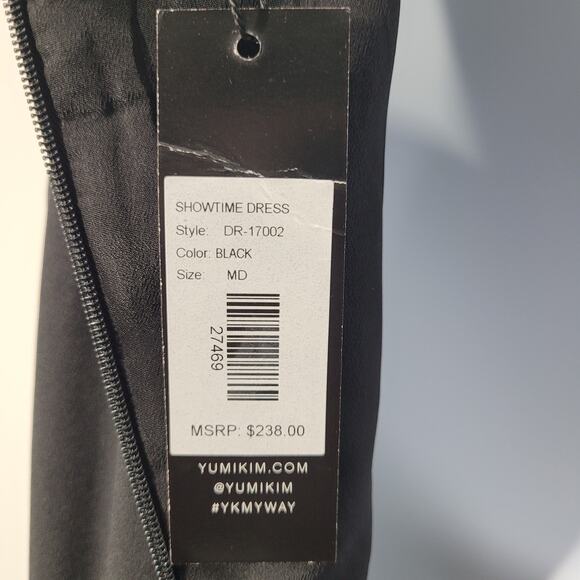 SHOWTIME DRESS
Style: DR-17002
Color: BLACK
Size: MD
27469
MSRP: $238.00
YUMIKIM.COM
@YUMIKIM
#YKMYWAY